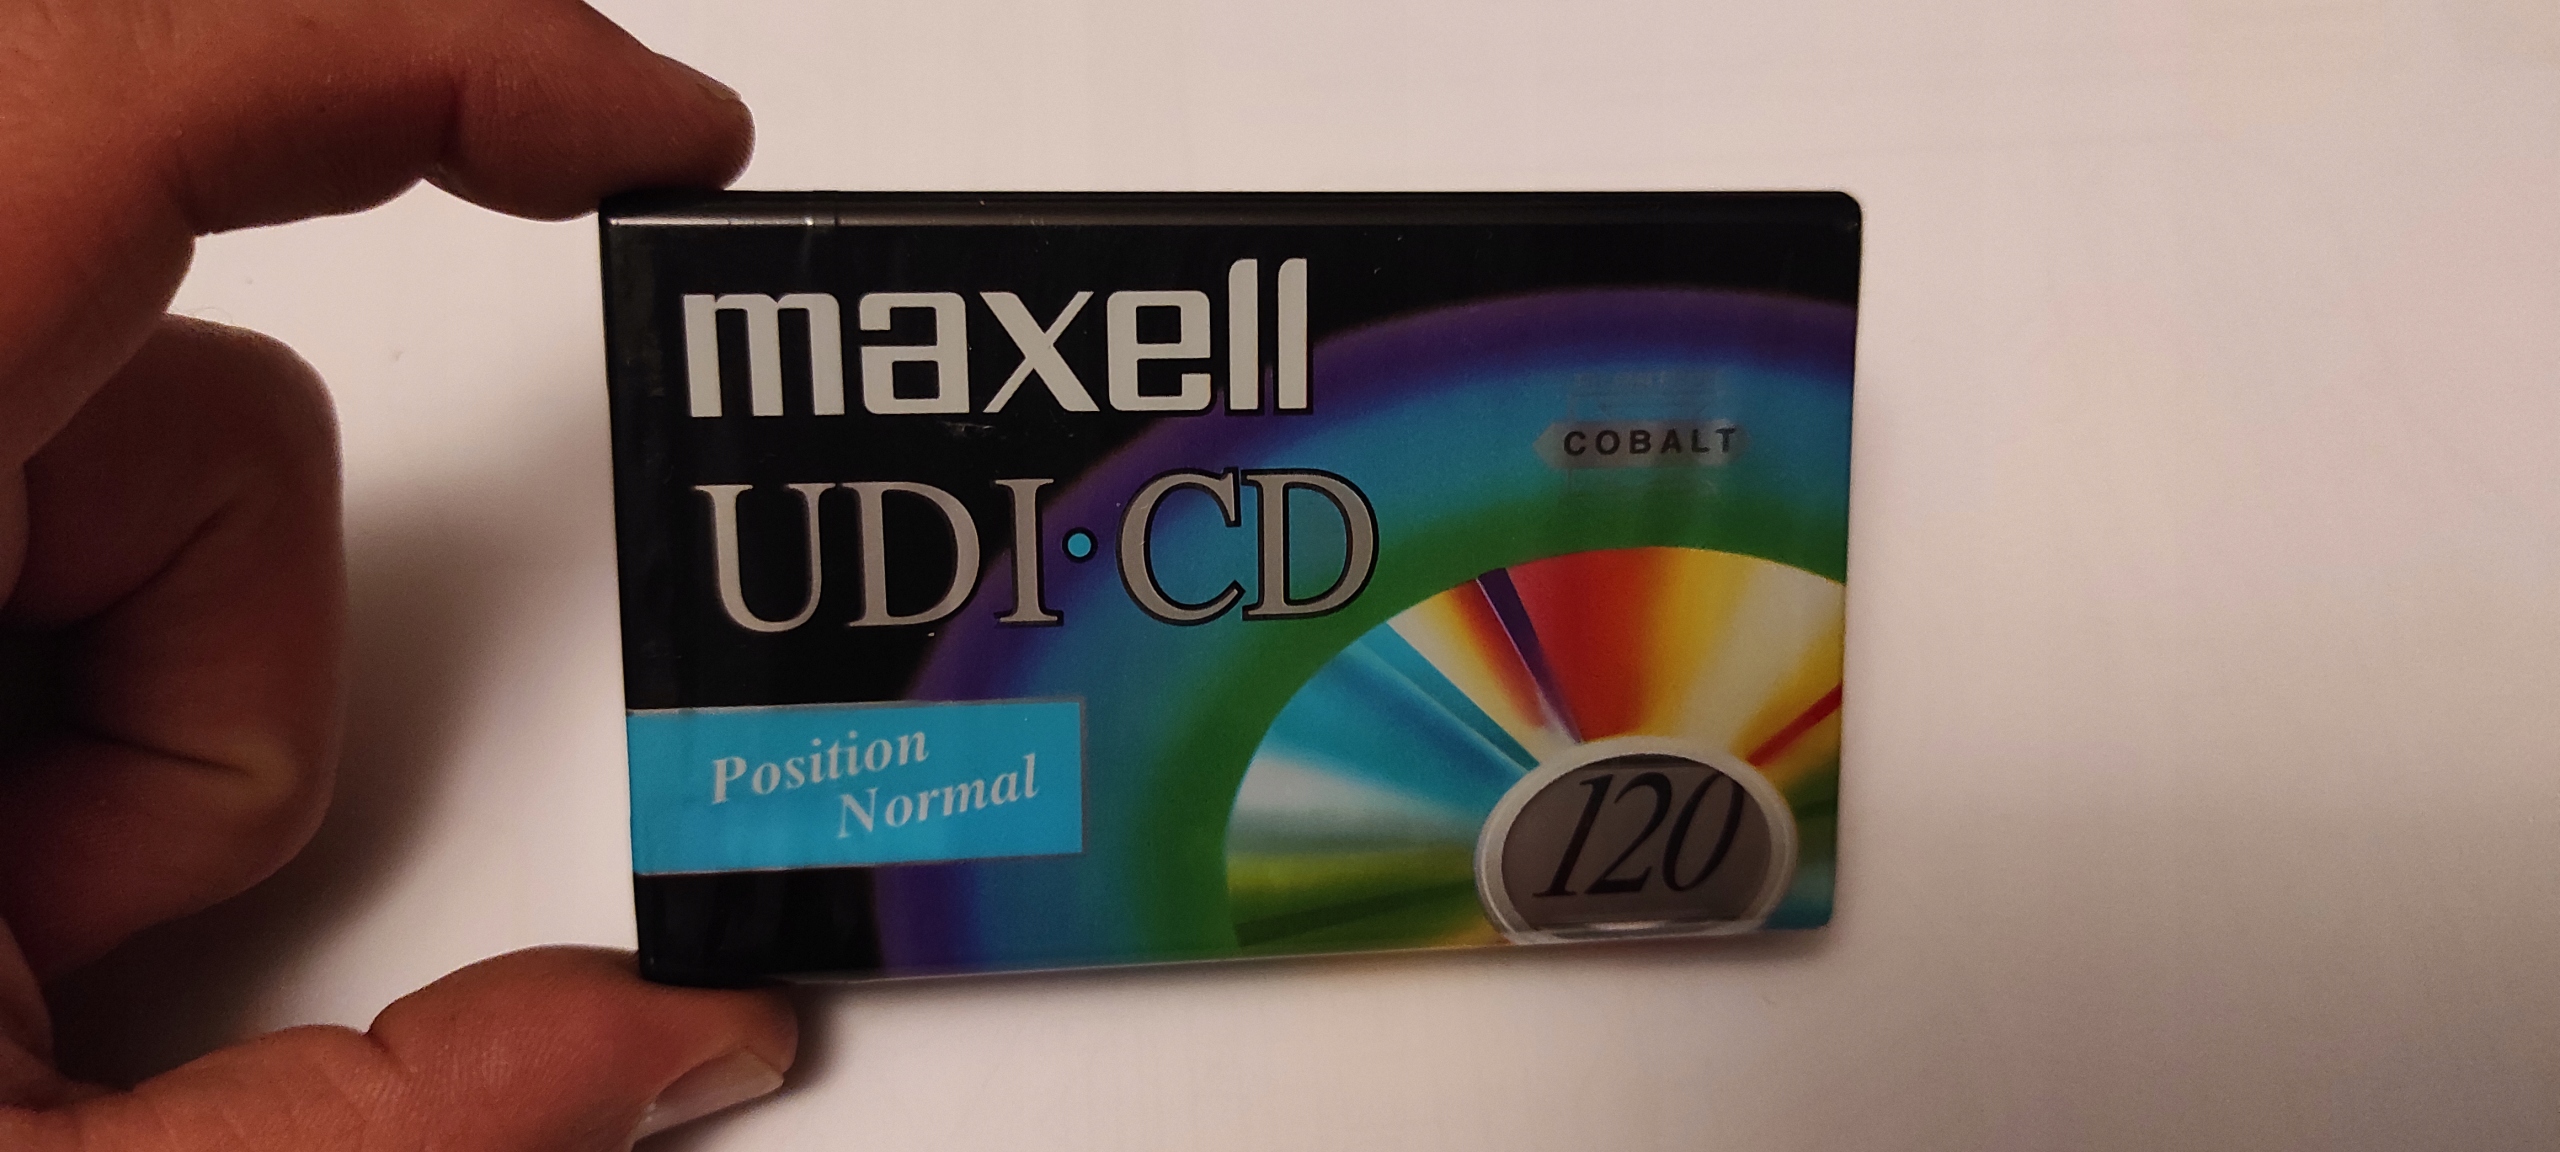 maxell
COBALT
UDI·CD
Position
Normal
120